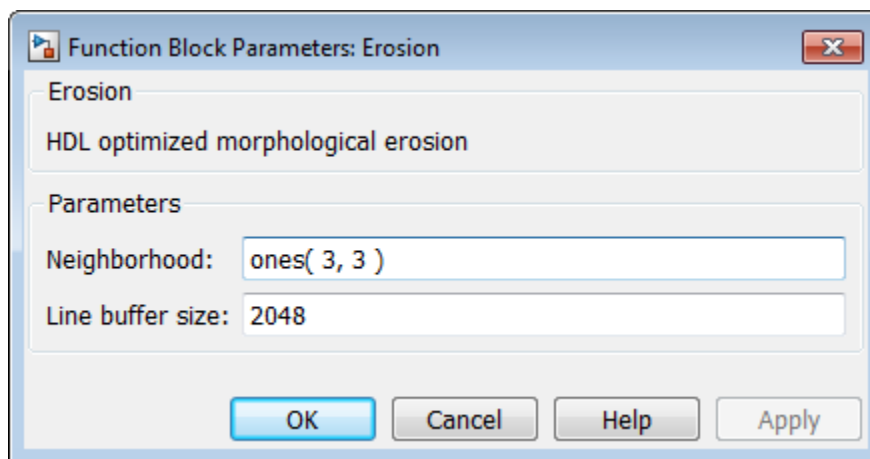 Function Block Parameters: Erosion
Erosion
HDL optimized morphological erosion
Parameters
Neighborhood: ones( 3, 3 )
Line buffer size: 2048
OK Cancel Help Apply